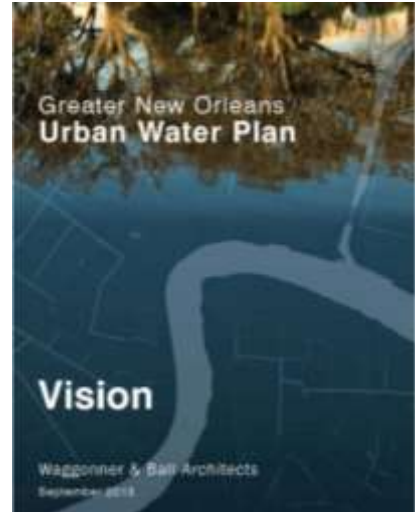 Greater New Orleans
Urban Water Plan
Vision
Waggonner & Ball Architects
September 2013